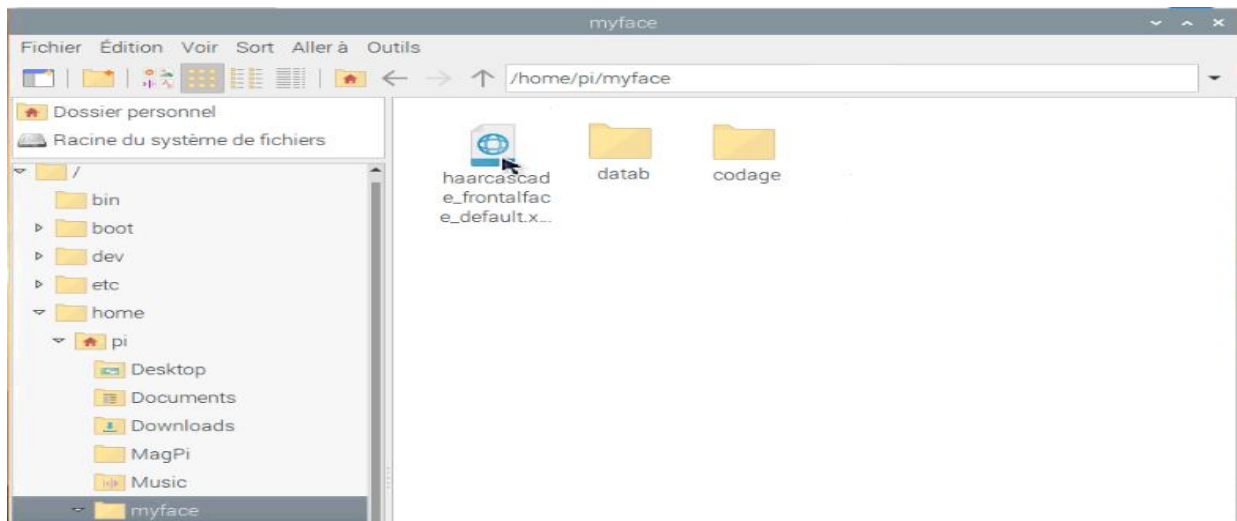 myface
Fichier Édition Voir Sort Aller à Outils
/home/pi/myface
Dossier personnel
Racine du système de fichiers
/
bin
boot
dev
etc
home
pi
Desktop
Documents
Downloads
MagPi
Music
myface
haarcascad
e_frontalfac
e_default.x...
datab
codage